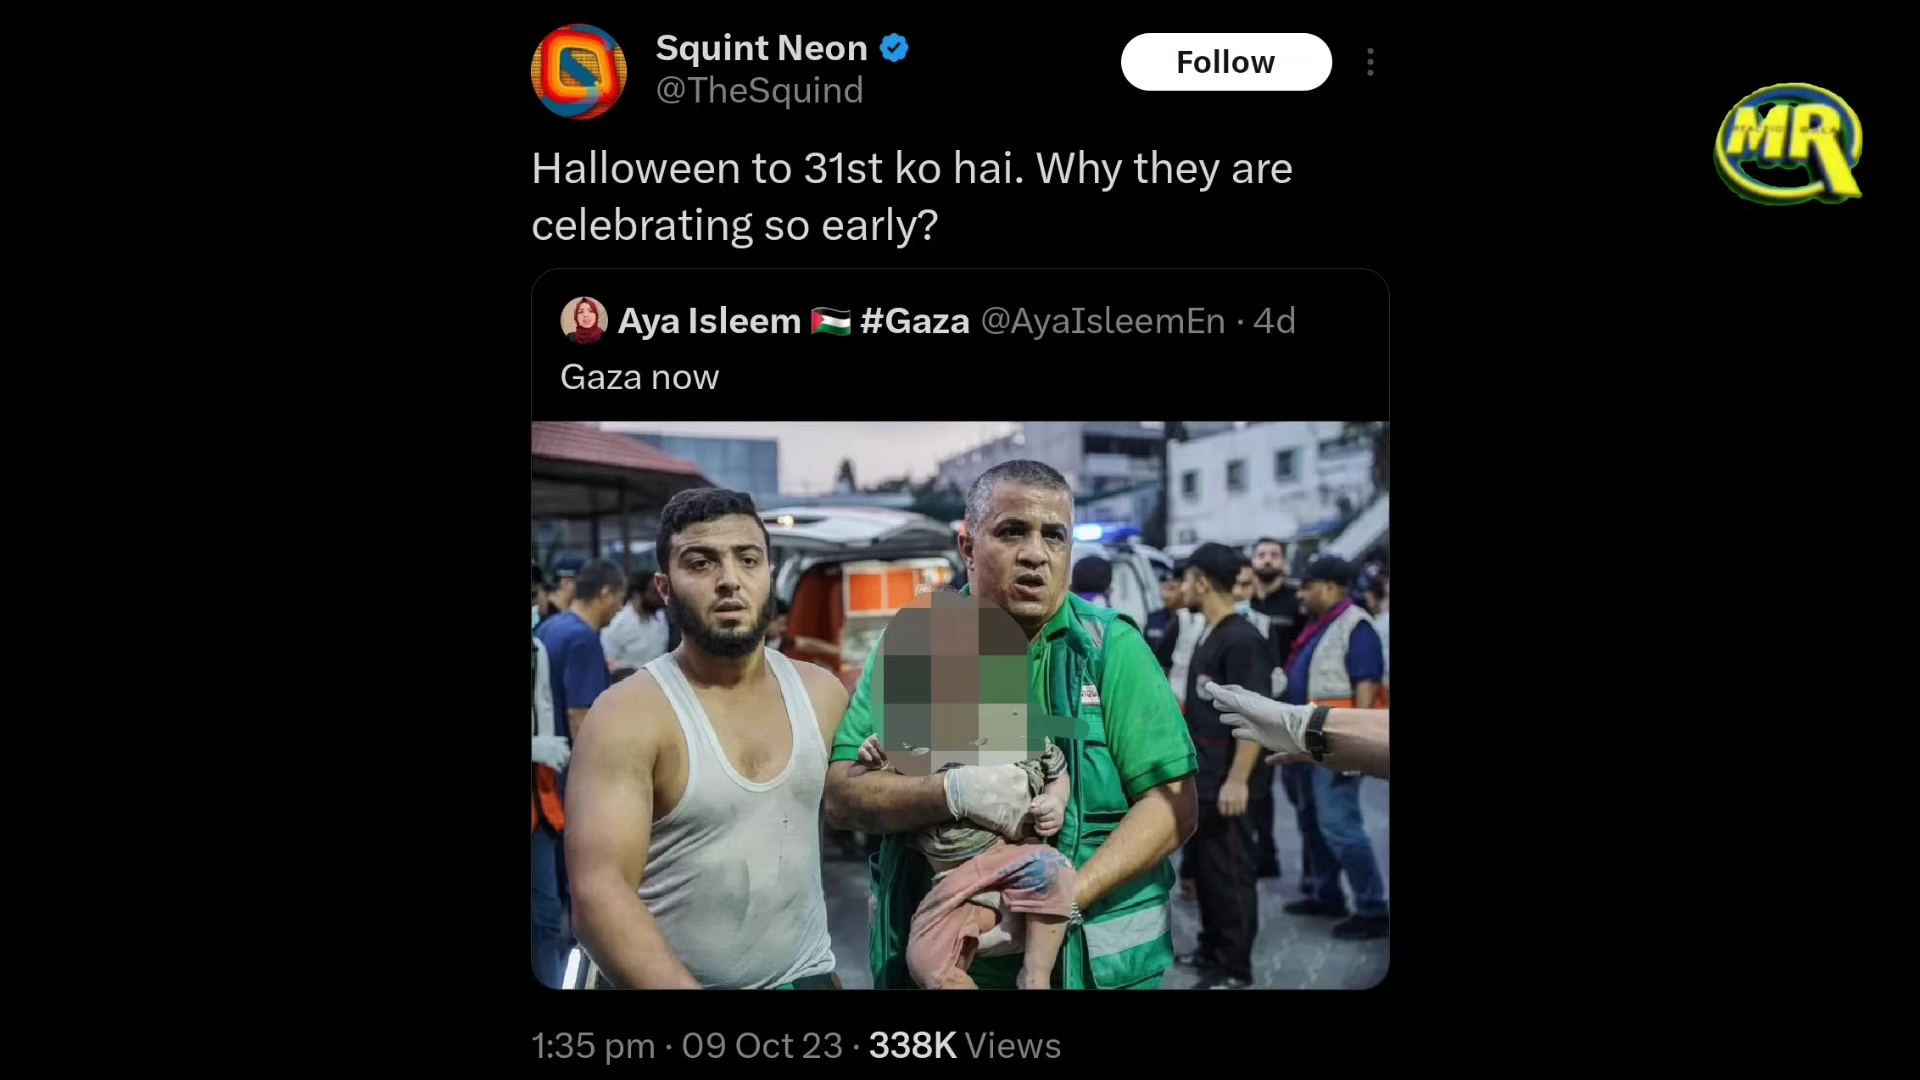 Squint Neon
@TheSquind
Follow
MR
Halloween to 31st ko hai. Why they are
celebrating so early?
Aya Isleem 🇵🇸 #Gaza @AyaIsleemEn · 4d
Gaza now
1:35 pm · 09 Oct 23 · 338K Views